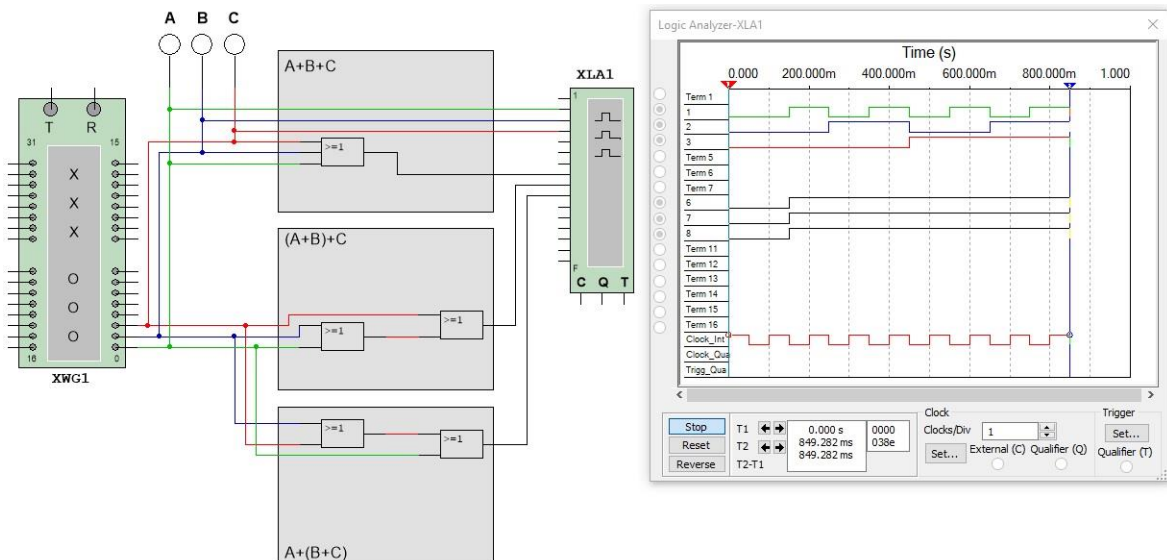 A B C
A+B+C
>=1
XLA1
1
F
C Q T
T R
31 15
X
X
X
O
O
O
16 0
XWG1
(A+B)+C
>=1
>=1
>=1
>=1
A+(B+C)
Logic Analyzer-XLA1
Time (s)
0.000 200.000m 400.000m 600.000m 800.000m 1.000
Term 1
1
2
3
Term 5
Term 6
Term 7
6
7
8
Term 11
Term 12
Term 13
Term 14
Term 15
Term 16
Clock_Int
Clock_Qua
Trigg_Qua
Stop
Reset
Reverse
T1 0.000 s 0000
T2 849.282 ms 038e
T2-T1 849.282 ms
Clock
Clocks/Div 1
Set... External (C) Qualifier (Q)
Trigger
Set...
Qualifier (T)